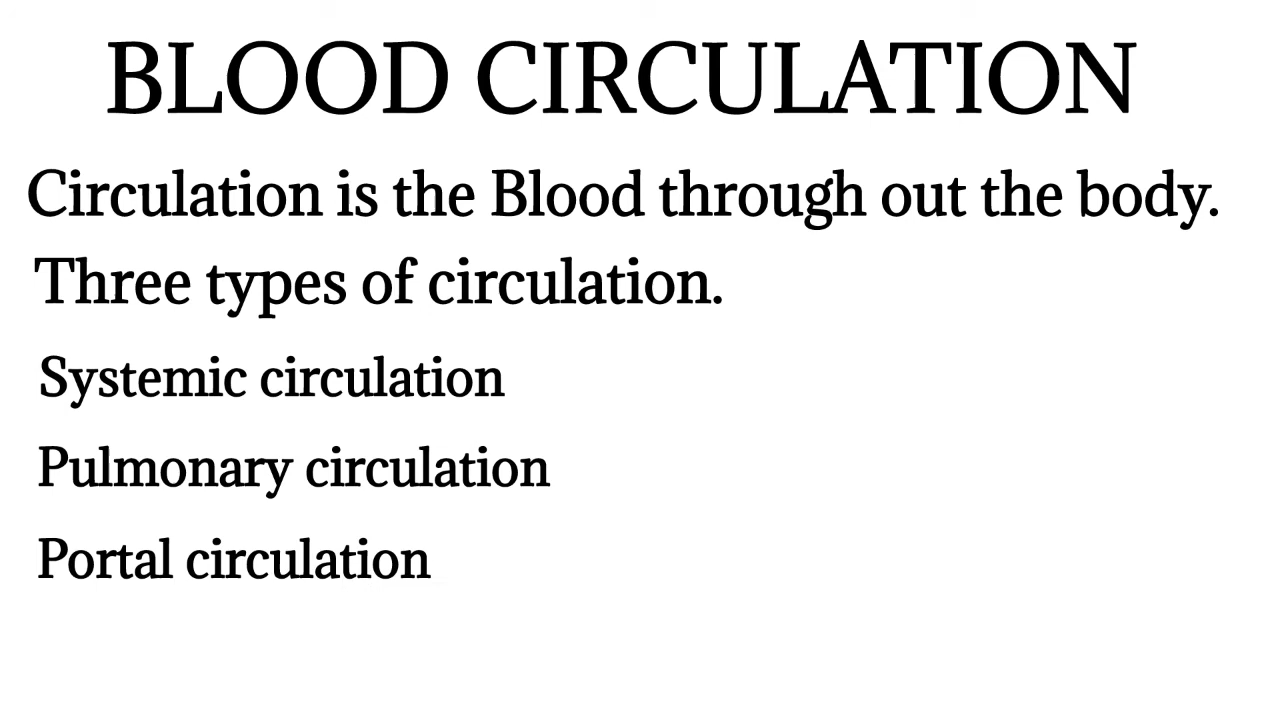 BLOOD CIRCULATION
Circulation is the Blood through out the body.
Three types of circulation.
Systemic circulation
Pulmonary circulation
Portal circulation